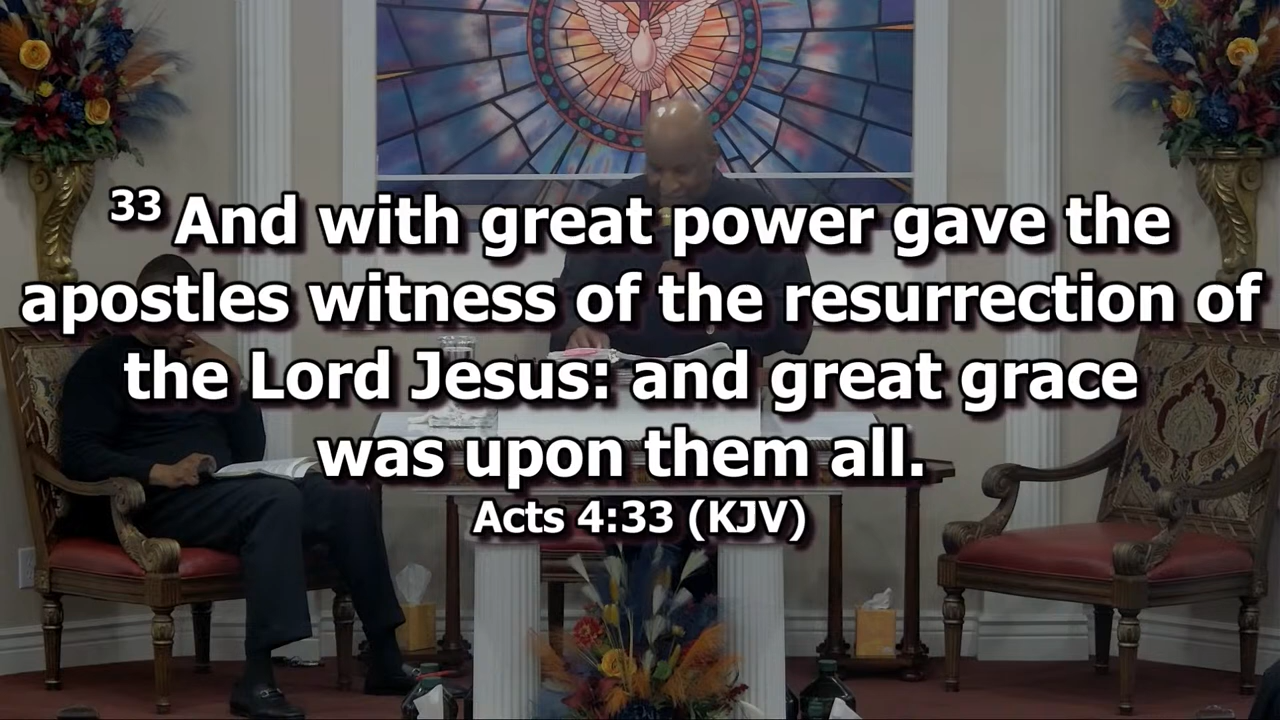 33 And with great power gave the
apostles witness of the resurrection of
the Lord Jesus: and great grace
was upon them all.
Acts 4:33 (KJV)